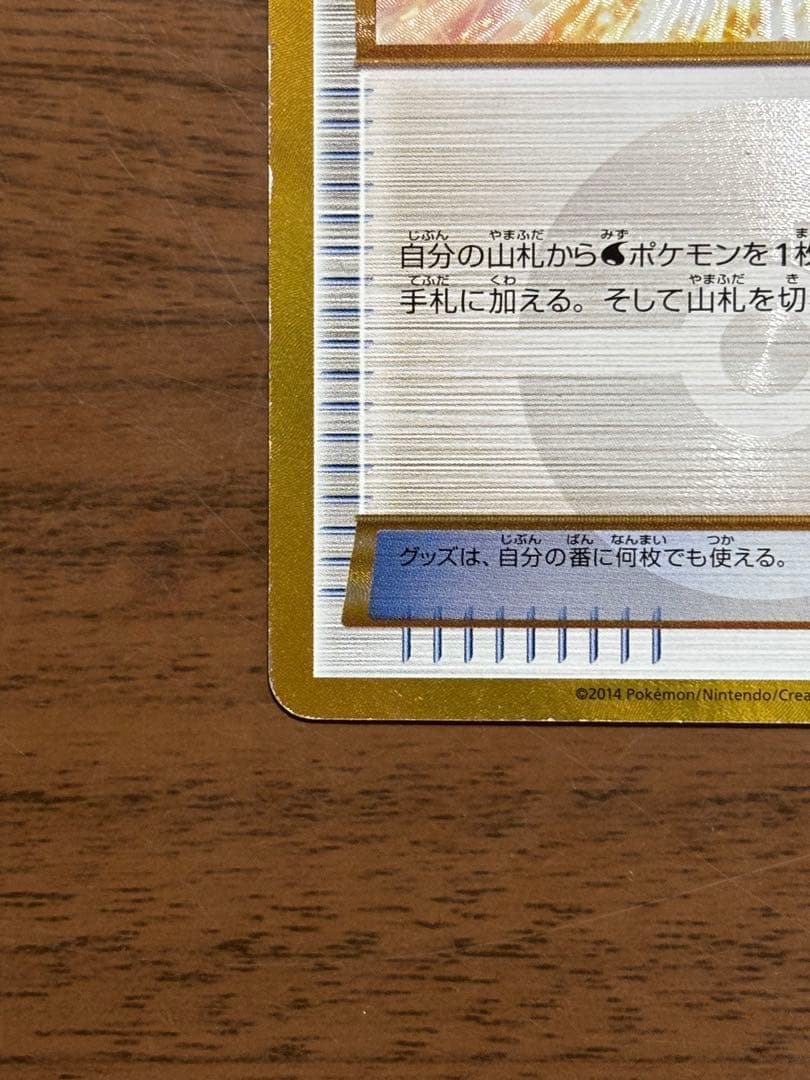 自分の山札から ポケモンを1枚
手札に加える。そして山札を切
グッズは、自分の番に何枚でも使える。
©2014 Pokémon/Nintendo/Crea